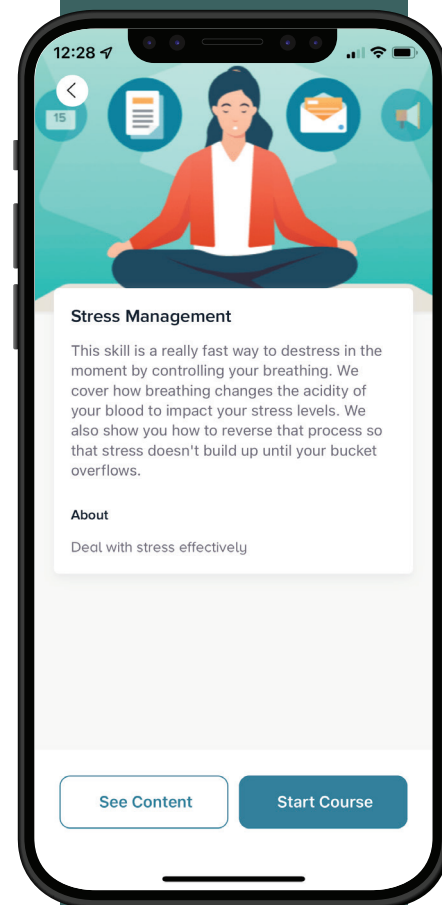 12:28
15
Stress Management
This skill is a really fast way to destress in the
moment by controlling your breathing. We
cover how breathing changes the acidity of
your blood to impact your stress levels. We
also show you how to reverse that process so
that stress doesn't build up until your bucket
overflows.
About
Deal with stress effectively
See Content
Start Course